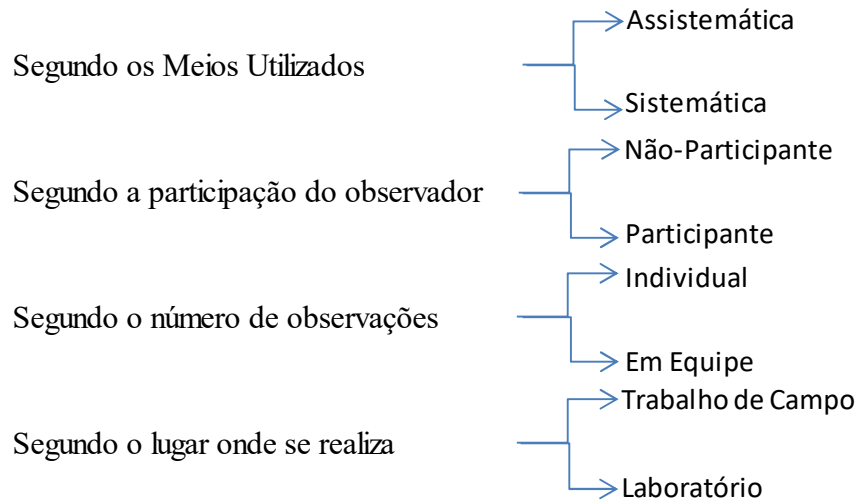 Assistemática
Segundo os Meios Utilizados
Sistemática
Não-Participante
Segundo a participação do observador
Participante
Individual
Segundo o número de observações
Em Equipe
Trabalho de Campo
Segundo o lugar onde se realiza
Laboratório